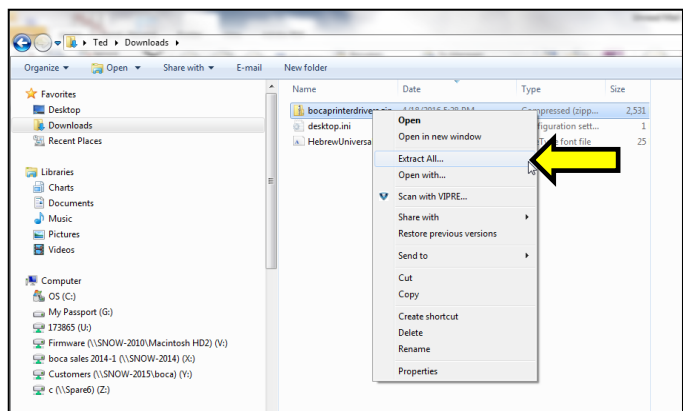 Ted Downloads
Organize Open Share with E-mail New folder
Name Date Type Size
Favorites
Desktop
Downloads
Recent Places
Libraries
Charts
Documents
Music
Pictures
Videos
Computer
OS (C:)
My Passport (G:)
173865 (U:)
Firmware (\\SNOW-2010\Macintosh HD2) (V:)
boca sales 2014-1 (\\SNOW-2014) (X:)
Customers (\\SNOW-2015\boca) (Y:)
c (\\Spare6) (Z:)
bocaprinterdrivers.zip 4/18/2016 5:28 PM Compressed (zipp... 2,531
desktop.ini sett... 1
HebrewUniversa font file 25
Open
Open in new window
Extract All...
Open with...
Scan with VIPRE...
Share with
Restore previous versions
Send to
Cut
Copy
Create shortcut
Delete
Rename
Properties